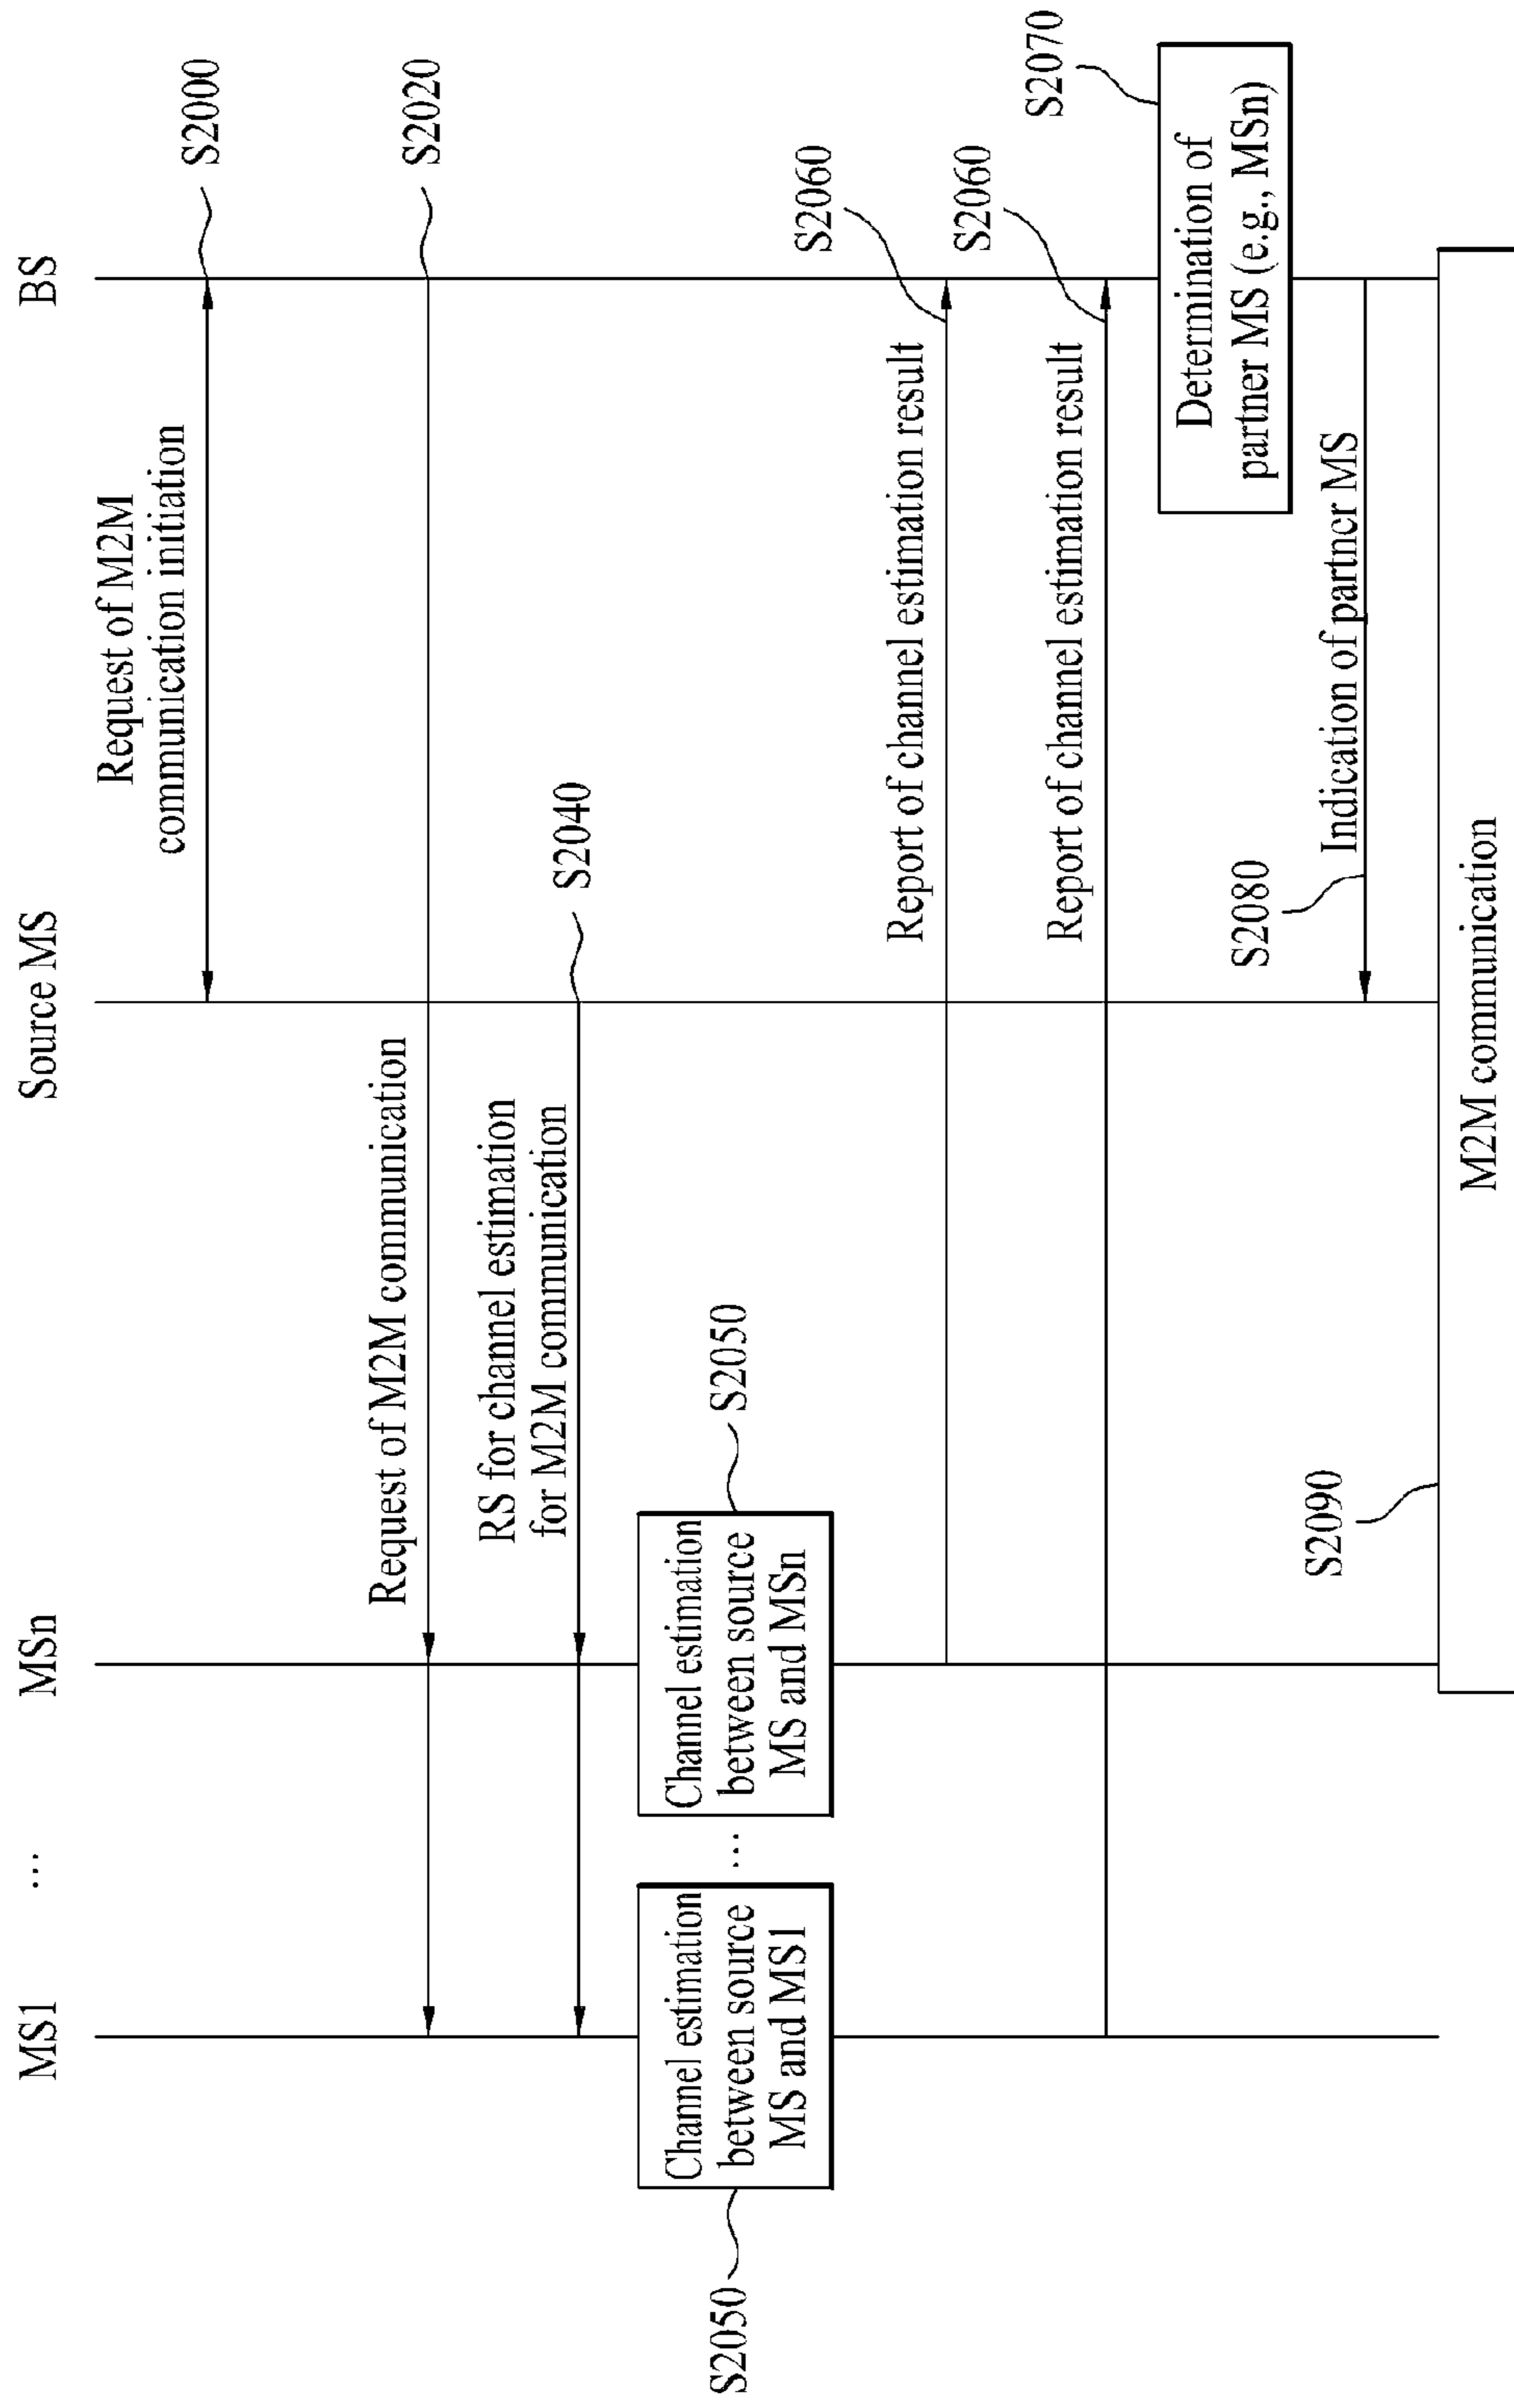 MS1
...
MSn
Source MS
BS
Request of M2M
communication initiation
S2000
Request of M2M communication
S2020
RS for channel estimation
for M2M communication
S2040
S2050
Channel estimation
between source
MS and MS1
...
Channel estimation
between source
MS and MSn
S2050
Report of channel estimation result
S2060
Report of channel estimation result
S2060
Determination of
partner MS (e.g., MSn)
S2070
S2080
Indication of partner MS
S2090
M2M communication